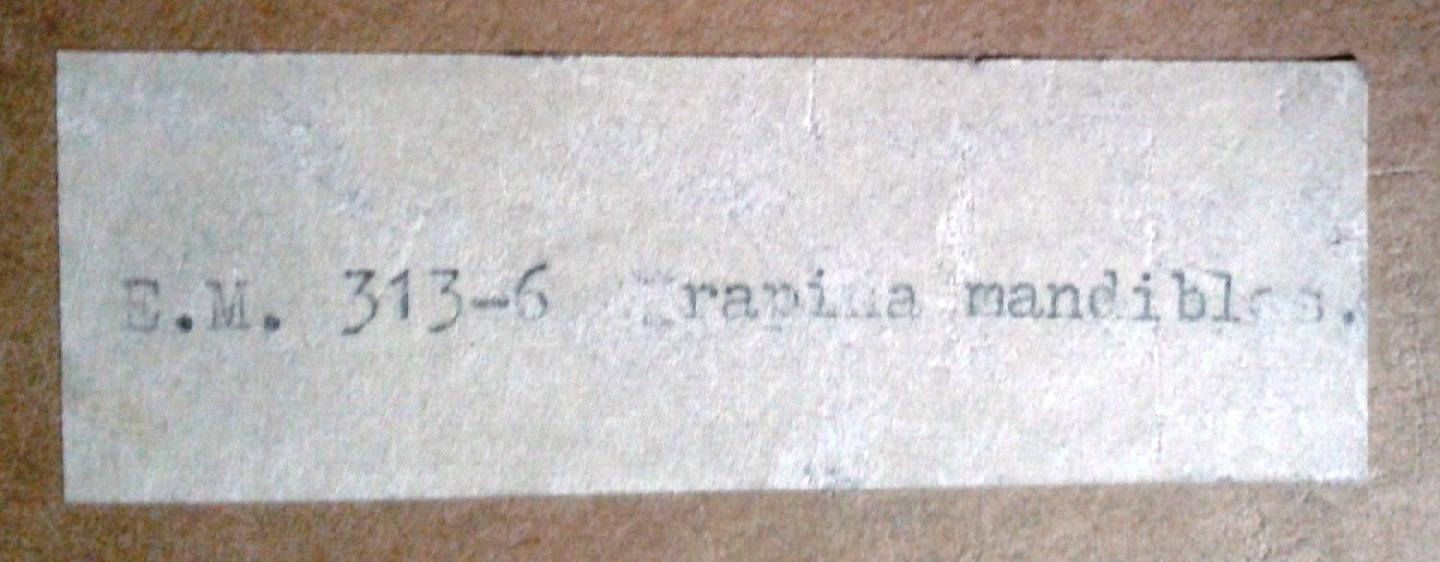 E.M. 313-6 Krapina mandibles.